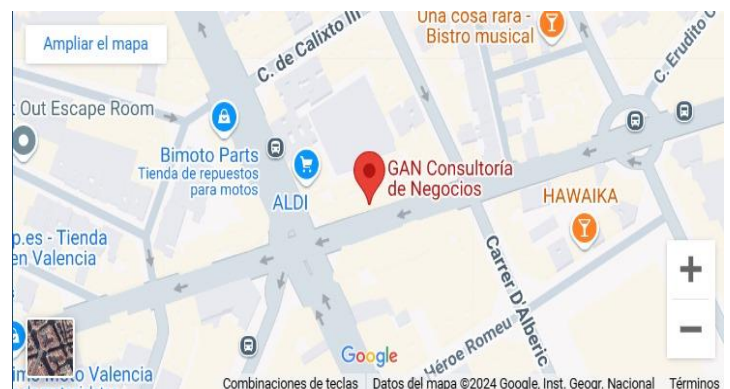 Ampliar el mapa
C. de Calixto III
Una cosa rara -
Bistro musical
C. Erudito O
t Out Escape Room
Bimoto Parts
Tienda de repuestos
para motos
ALDI
GAN Consultoría
de Negocios
HAWAIKA
p.es - Tienda
en Valencia
Carrer D'Alberic
Héroe Romeu
Google
Moto Valencia
Combinaciones de teclas
Datos del mapa ©2024 Google, Inst. Geogr. Nacional
Términos